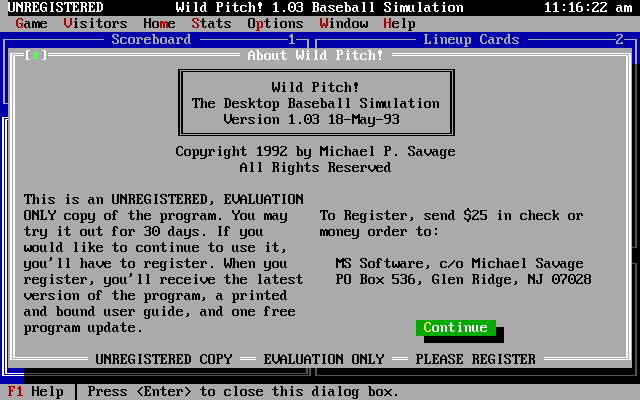 UNREGISTERED Wild Pitch! 1.03 Baseball Simulation 11:16:22 am
Game Visitors Home Stats Options Window Help
Scoreboard 1 Lineup Cards 2
[■] About Wild Pitch!
Wild Pitch!
The Desktop Baseball Simulation
Version 1.03 18-May-93
Copyright 1992 by Michael P. Savage
All Rights Reserved
This is an UNREGISTERED, EVALUATION
ONLY copy of the program. You may
try it out for 30 days. If you
would like to continue to use it,
you'll have to register. When you
register, you'll receive the latest
version of the program, a printed
and bound user guide, and one free
program update.
To Register, send $25 in check or
money order to:
MS Software, c/o Michael Savage
PO Box 536, Glen Ridge, NJ 07028
Continue
UNREGISTERED COPY ══ EVALUATION ONLY ══ PLEASE REGISTER
F1 Help │ Press <Enter> to close this dialog box.